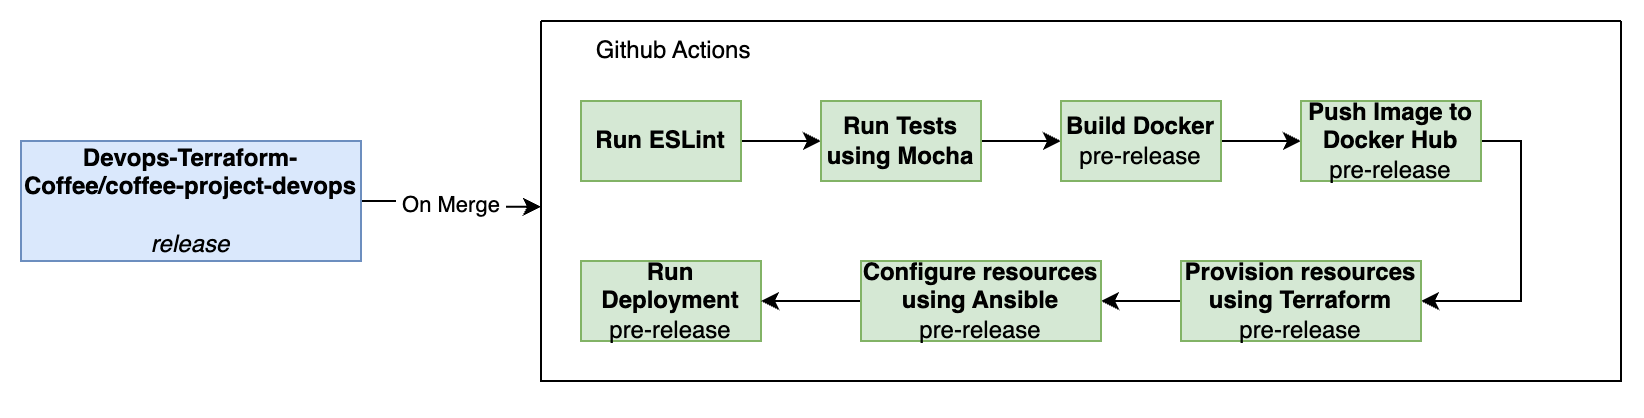 Github Actions
Devops-Terraform-
Coffee/coffee-project-devops
release
On Merge
Run ESLint
Run Tests
using Mocha
Build Docker
pre-release
Push Image to
Docker Hub
pre-release
Provision resources
using Terraform
pre-release
Configure resources
using Ansible
pre-release
Run
Deployment
pre-release